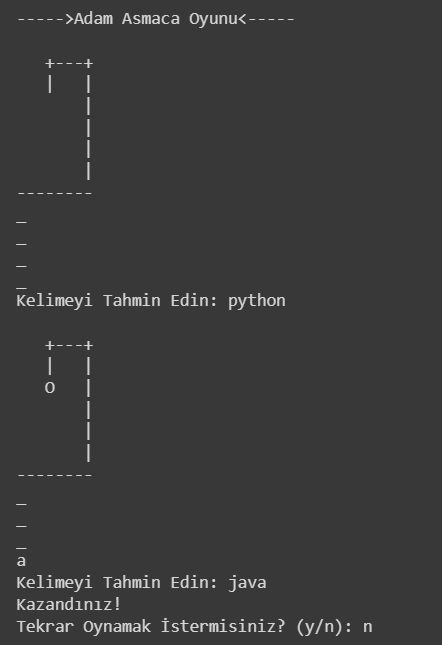 ----->Adam Asmaca Oyunu<-----
   +---+
   |   |
       |
       |
       |
       |
--------
_
_
_
_
Kelimeyi Tahmin Edin: python
   +---+
   |   |
   O   |
       |
       |
       |
--------
_
_
_
a
Kelimeyi Tahmin Edin: java
Kazandınız!
Tekrar Oynamak İstermisiniz? (y/n): n